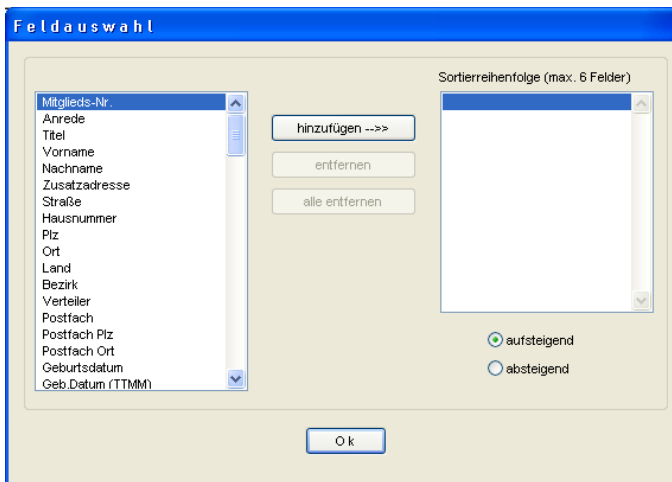 Feldauswahl
Sortierreihenfolge (max. 6 Felder)
Mitglieds-Nr.
Anrede
Titel
Vorname
Nachname
Zusatzadresse
Straße
Hausnummer
Plz
Ort
Land
Bezirk
Verteiler
Postfach
Postfach Plz
Postfach Ort
Geburtsdatum
Geb.Datum (TTMM)
hinzufügen -->>
entfernen
alle entfernen
aufsteigend
absteigend
Ok